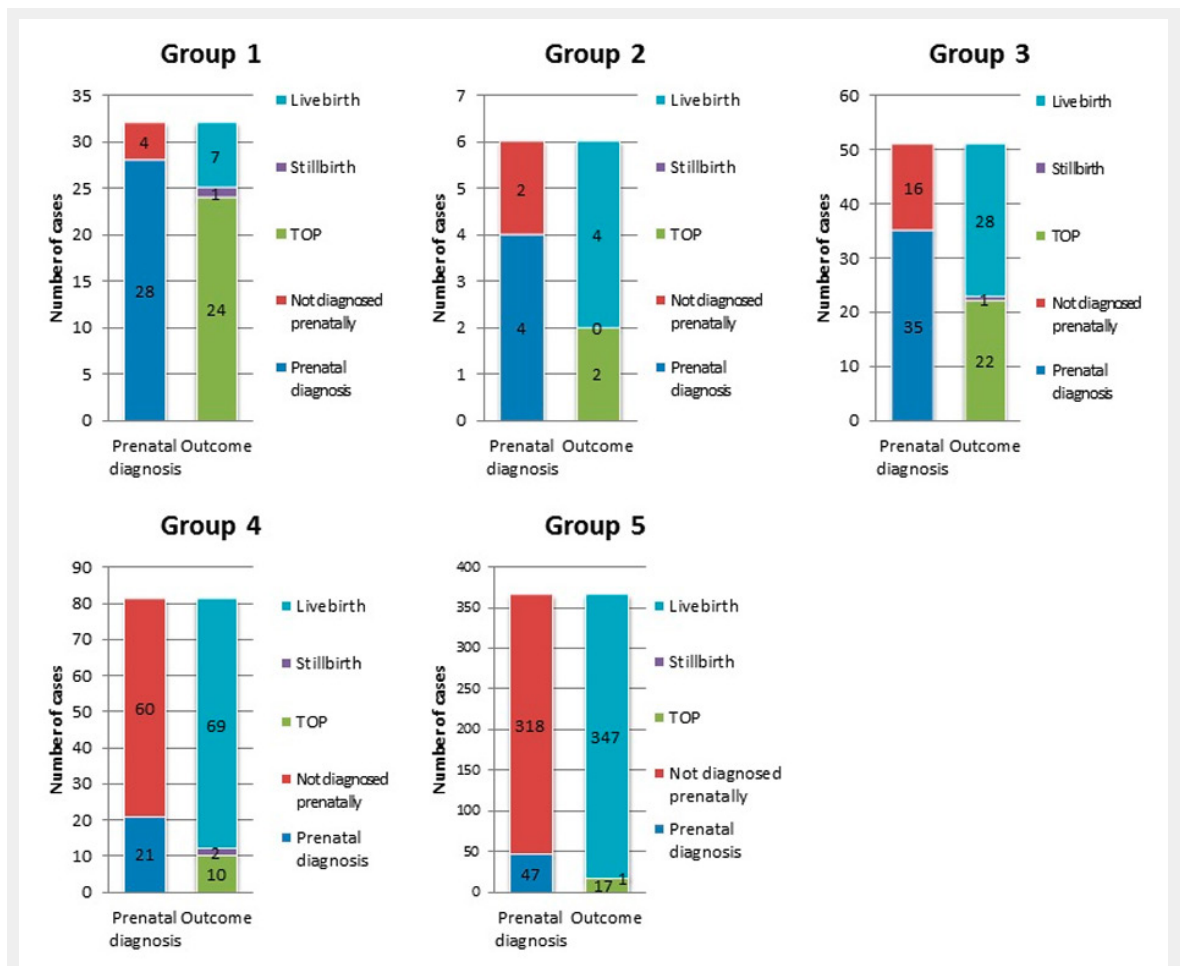 Group 1
35
30
25
20
15
10
5
0
Number of cases
4
28
7
1
24
Prenatal Outcome
diagnosis
Livebirth
Stillbirth
TOP
Not diagnosed
prenatally
Prenatal
diagnosis
Group 2
7
6
5
4
3
2
1
0
Number of cases
2
4
4
0
2
Prenatal Outcome
diagnosis
Livebirth
Stillbirth
TOP
Not diagnosed
prenatally
Prenatal
diagnosis
Group 3
60
50
40
30
20
10
0
Number of cases
16
35
28
1
22
Prenatal Outcome
diagnosis
Livebirth
Stillbirth
TOP
Not diagnosed
prenatally
Prenatal
diagnosis
Group 4
90
80
70
60
50
40
30
20
10
0
Number of cases
60
21
69
2
10
Prenatal Outcome
diagnosis
Livebirth
Stillbirth
TOP
Not diagnosed
prenatally
Prenatal
diagnosis
Group 5
400
350
300
250
200
150
100
50
0
Number of cases
318
47
347
17 1
Prenatal Outcome
diagnosis
Livebirth
Stillbirth
TOP
Not diagnosed
prenatally
Prenatal
diagnosis